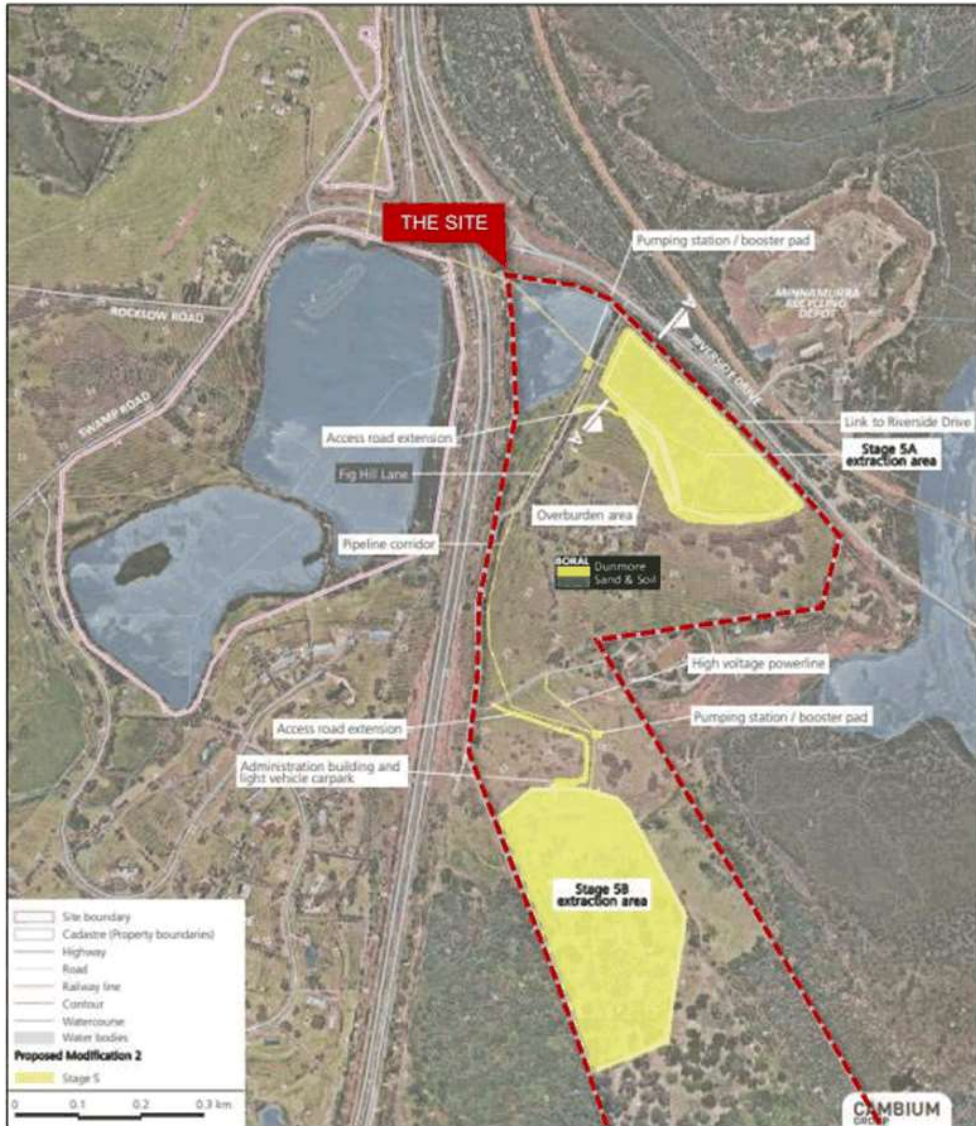 THE SITE
Pumping station / booster pad
MINNAMURRA
RECYCLING
DEPOT
ROCKLOW ROAD
RIVERSIDE DRIVE
SWAMP ROAD
A
Link to Riverside Drive
Access road extension
A
Stage 5A
extraction area
Fig Hill Lane
Overburden area
Pipeline corridor
BORAL
Dunmore
Sand & Soil
High voltage powerline
Access road extension
Pumping station / booster pad
Administration building and
light vehicle carpark
Stage 5B
extraction area
Site boundary
Cadastre (Property boundaries)
Highway
Road
Railway line
Contour
Watercourse
Water bodies
Proposed Modification 2
Stage 5
0 0.1 0.2 0.3 km
CAMBIUM
GROUP